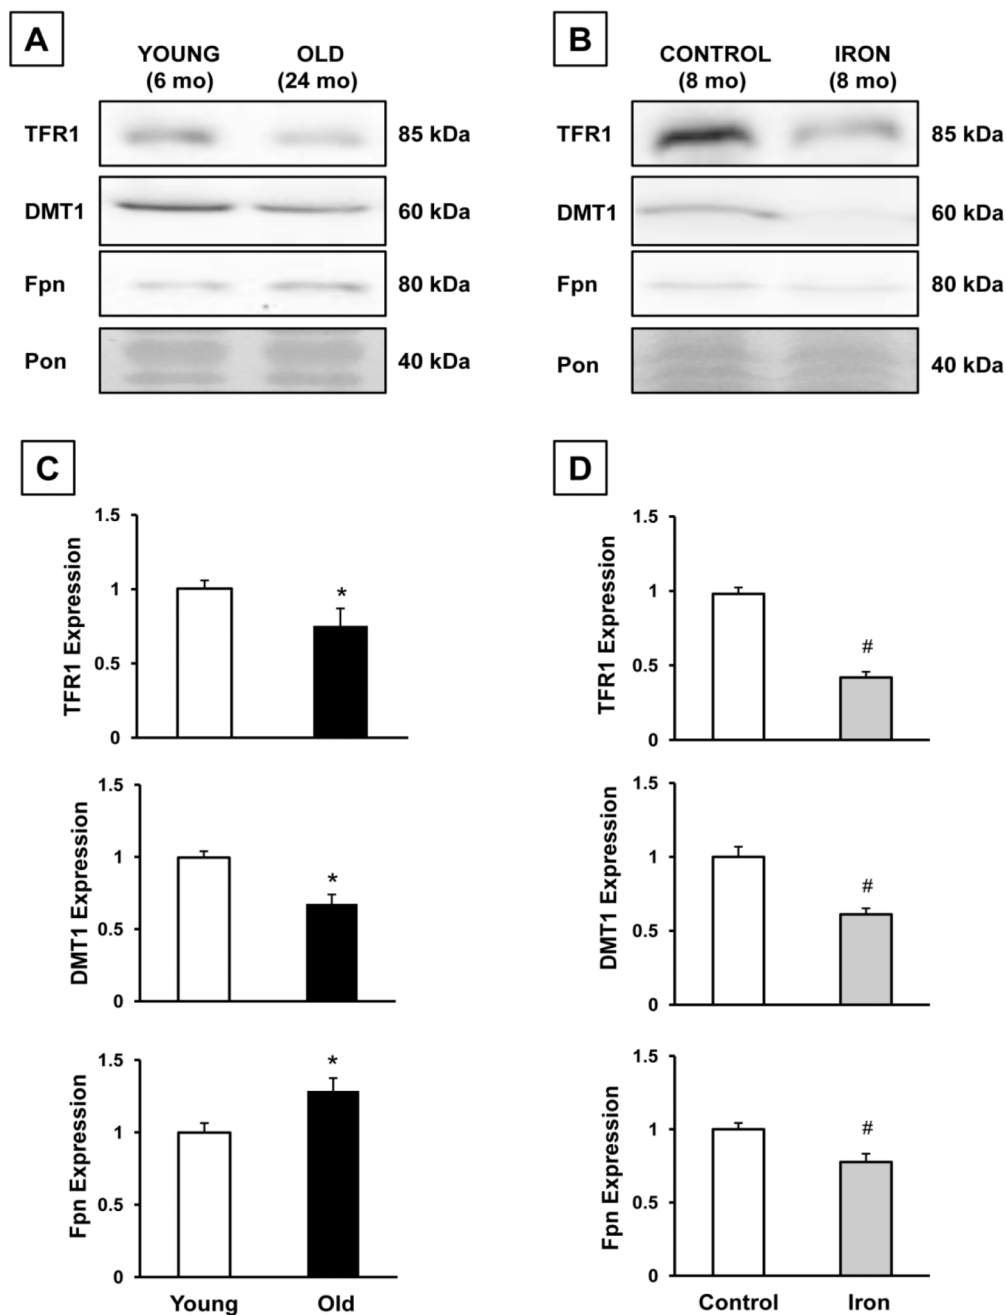 A
YOUNG
(6 mo)
OLD
(24 mo)
TFR1
85 kDa
DMT1
60 kDa
Fpn
80 kDa
Pon
40 kDa
B
CONTROL
(8 mo)
IRON
(8 mo)
TFR1
85 kDa
DMT1
60 kDa
Fpn
80 kDa
Pon
40 kDa
C
TFR1 Expression
1.5
1
0.5
0
*
DMT1 Expression
1.5
1
0.5
0
*
Fpn Expression
1.5
1
0.5
0
*
Young
Old
D
TFR1 Expression
1.5
1
0.5
0
#
DMT1 Expression
1.5
1
0.5
0
#
Fpn Expression
1.5
1
0.5
0
#
Control
Iron